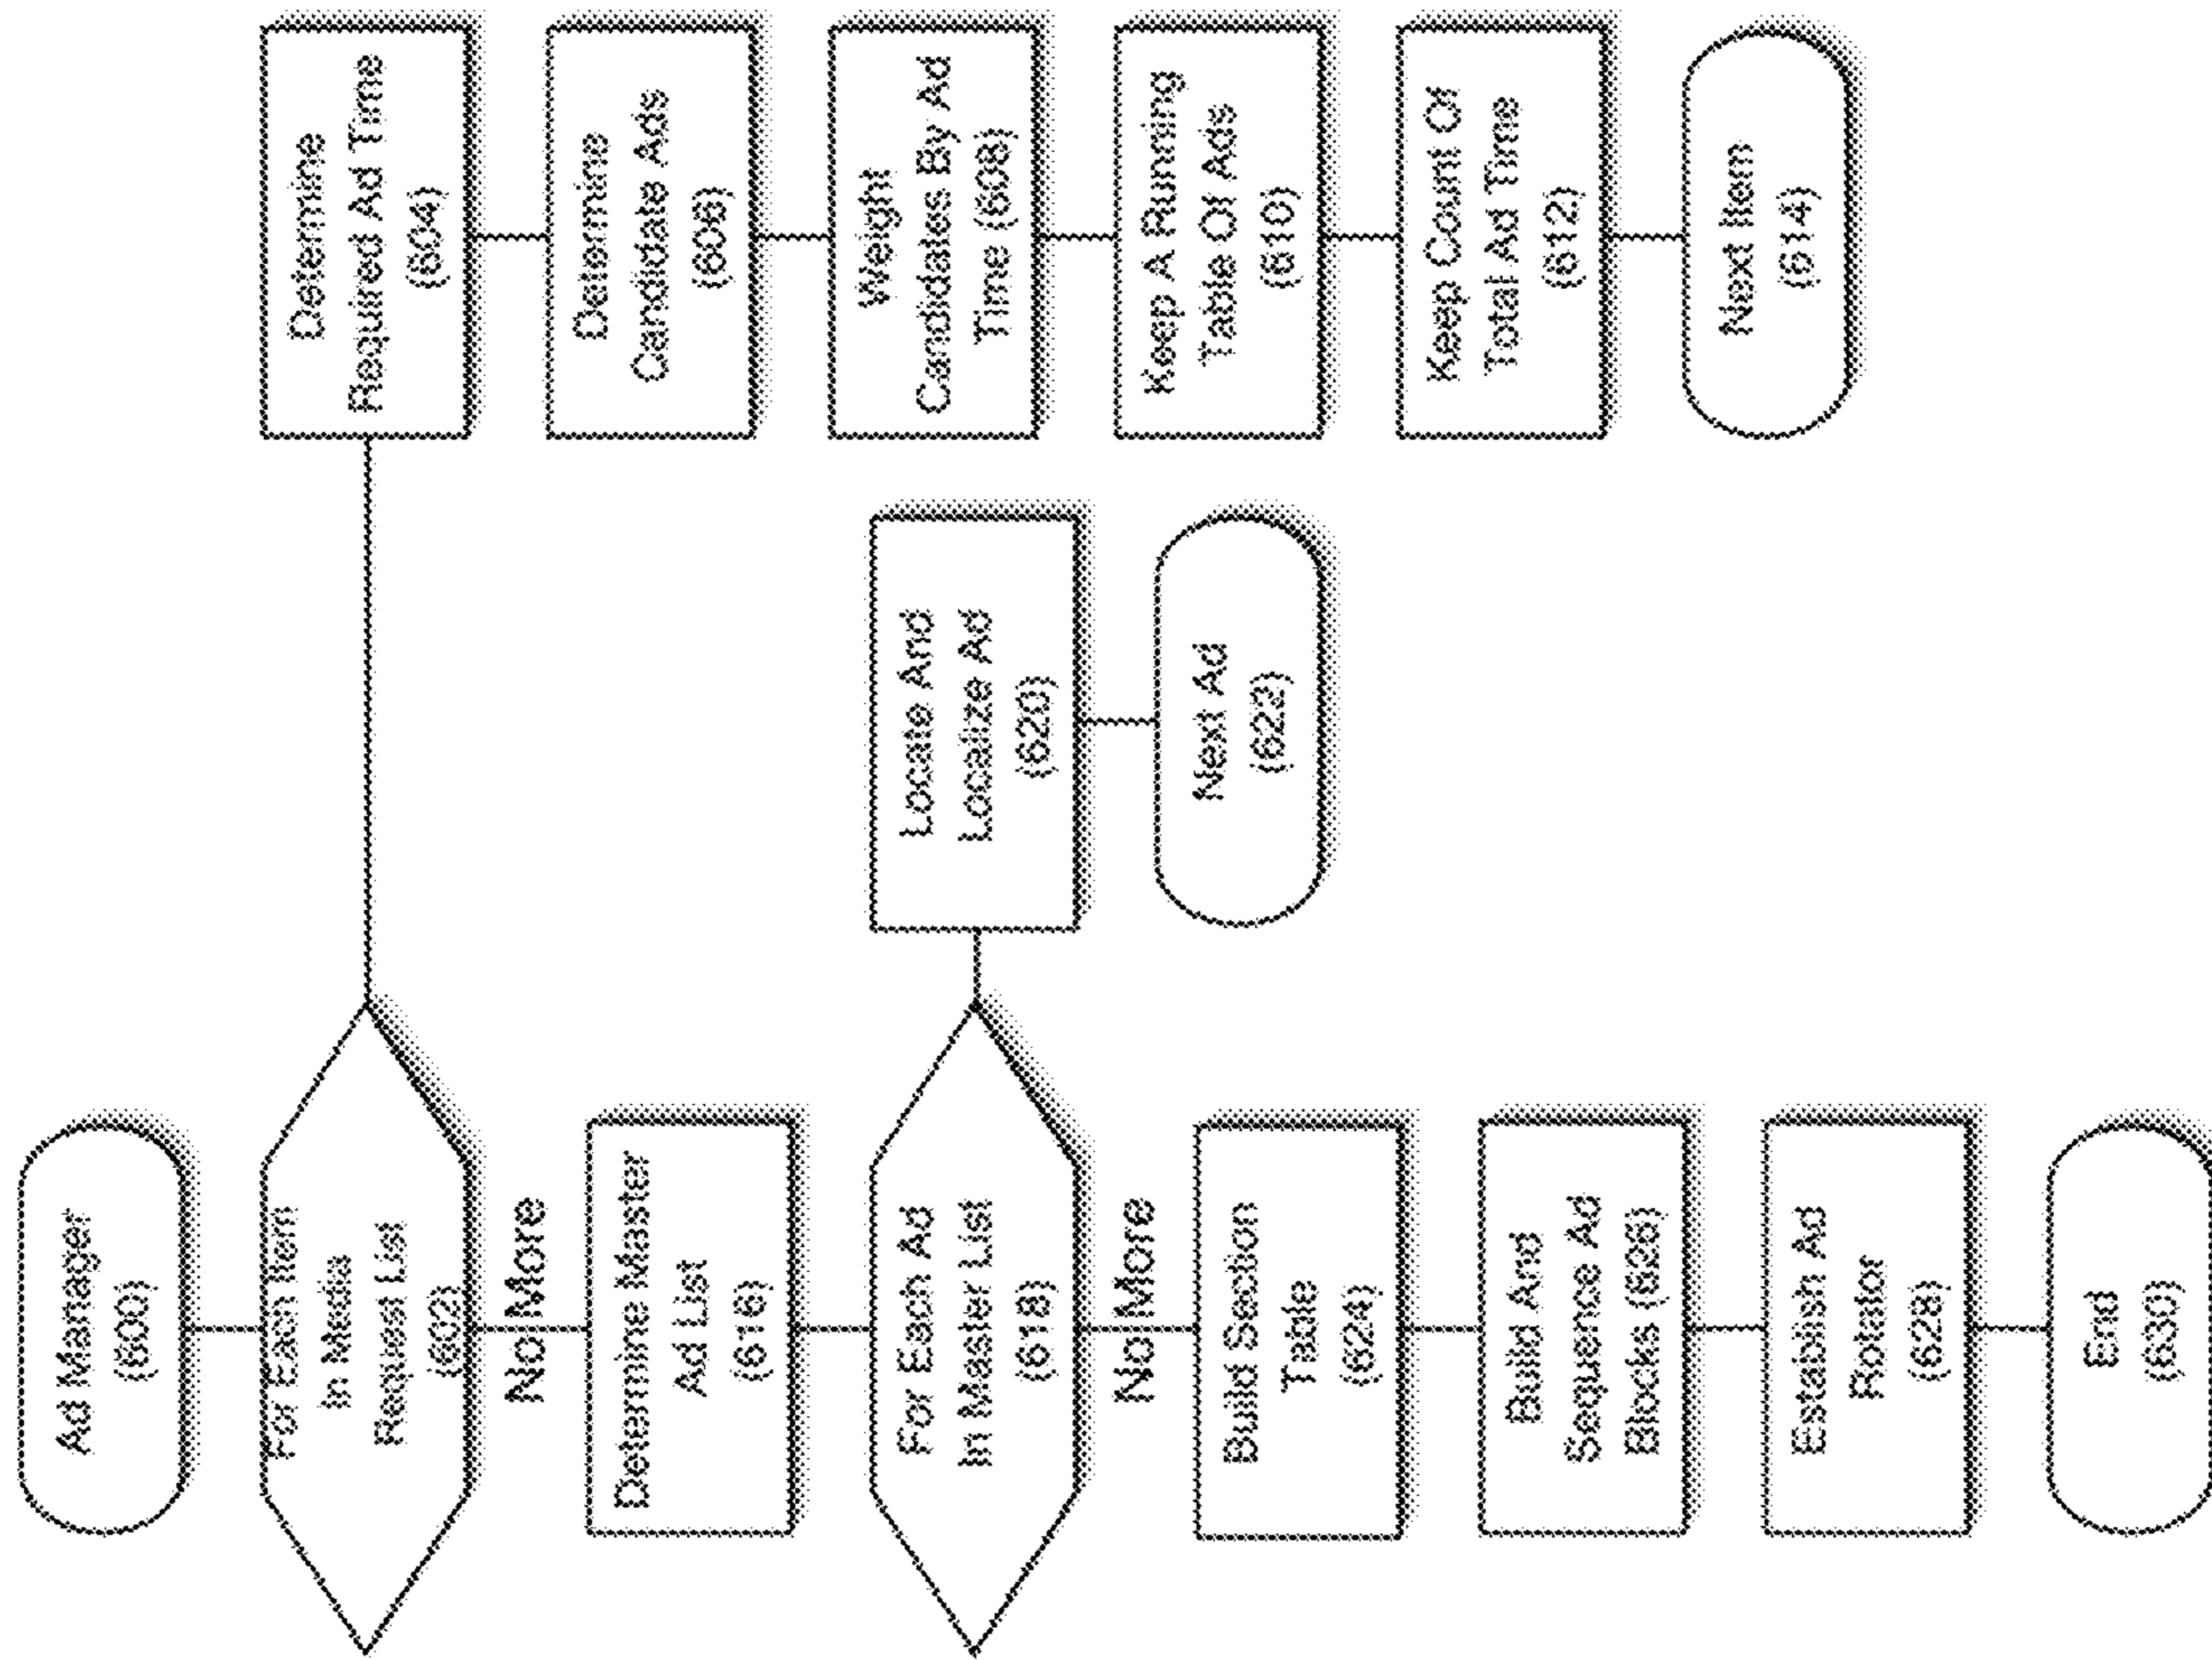 Ad Manager
(600)
For Each Item
In Media
Request List
(602)
No More
Determine Master
Ad List
(616)
For Each Ad
In Master List
(618)
No More
Build Section
Table
(624)
Build And
Sequence Ad
Blocks (626)
Establish Ad
Rotator
(628)
End
(630)
Locate And
Localize Ad
(620)
Next Ad
(622)
Determine
Required Ad Time
(604)
Determine
Candidate Ads
(606)
Weight
Candidates By Ad
Time (608)
Keep A Running
Table Of Ads
(610)
Keep Count Of
Total Ad Time
(612)
Next Item
(614)